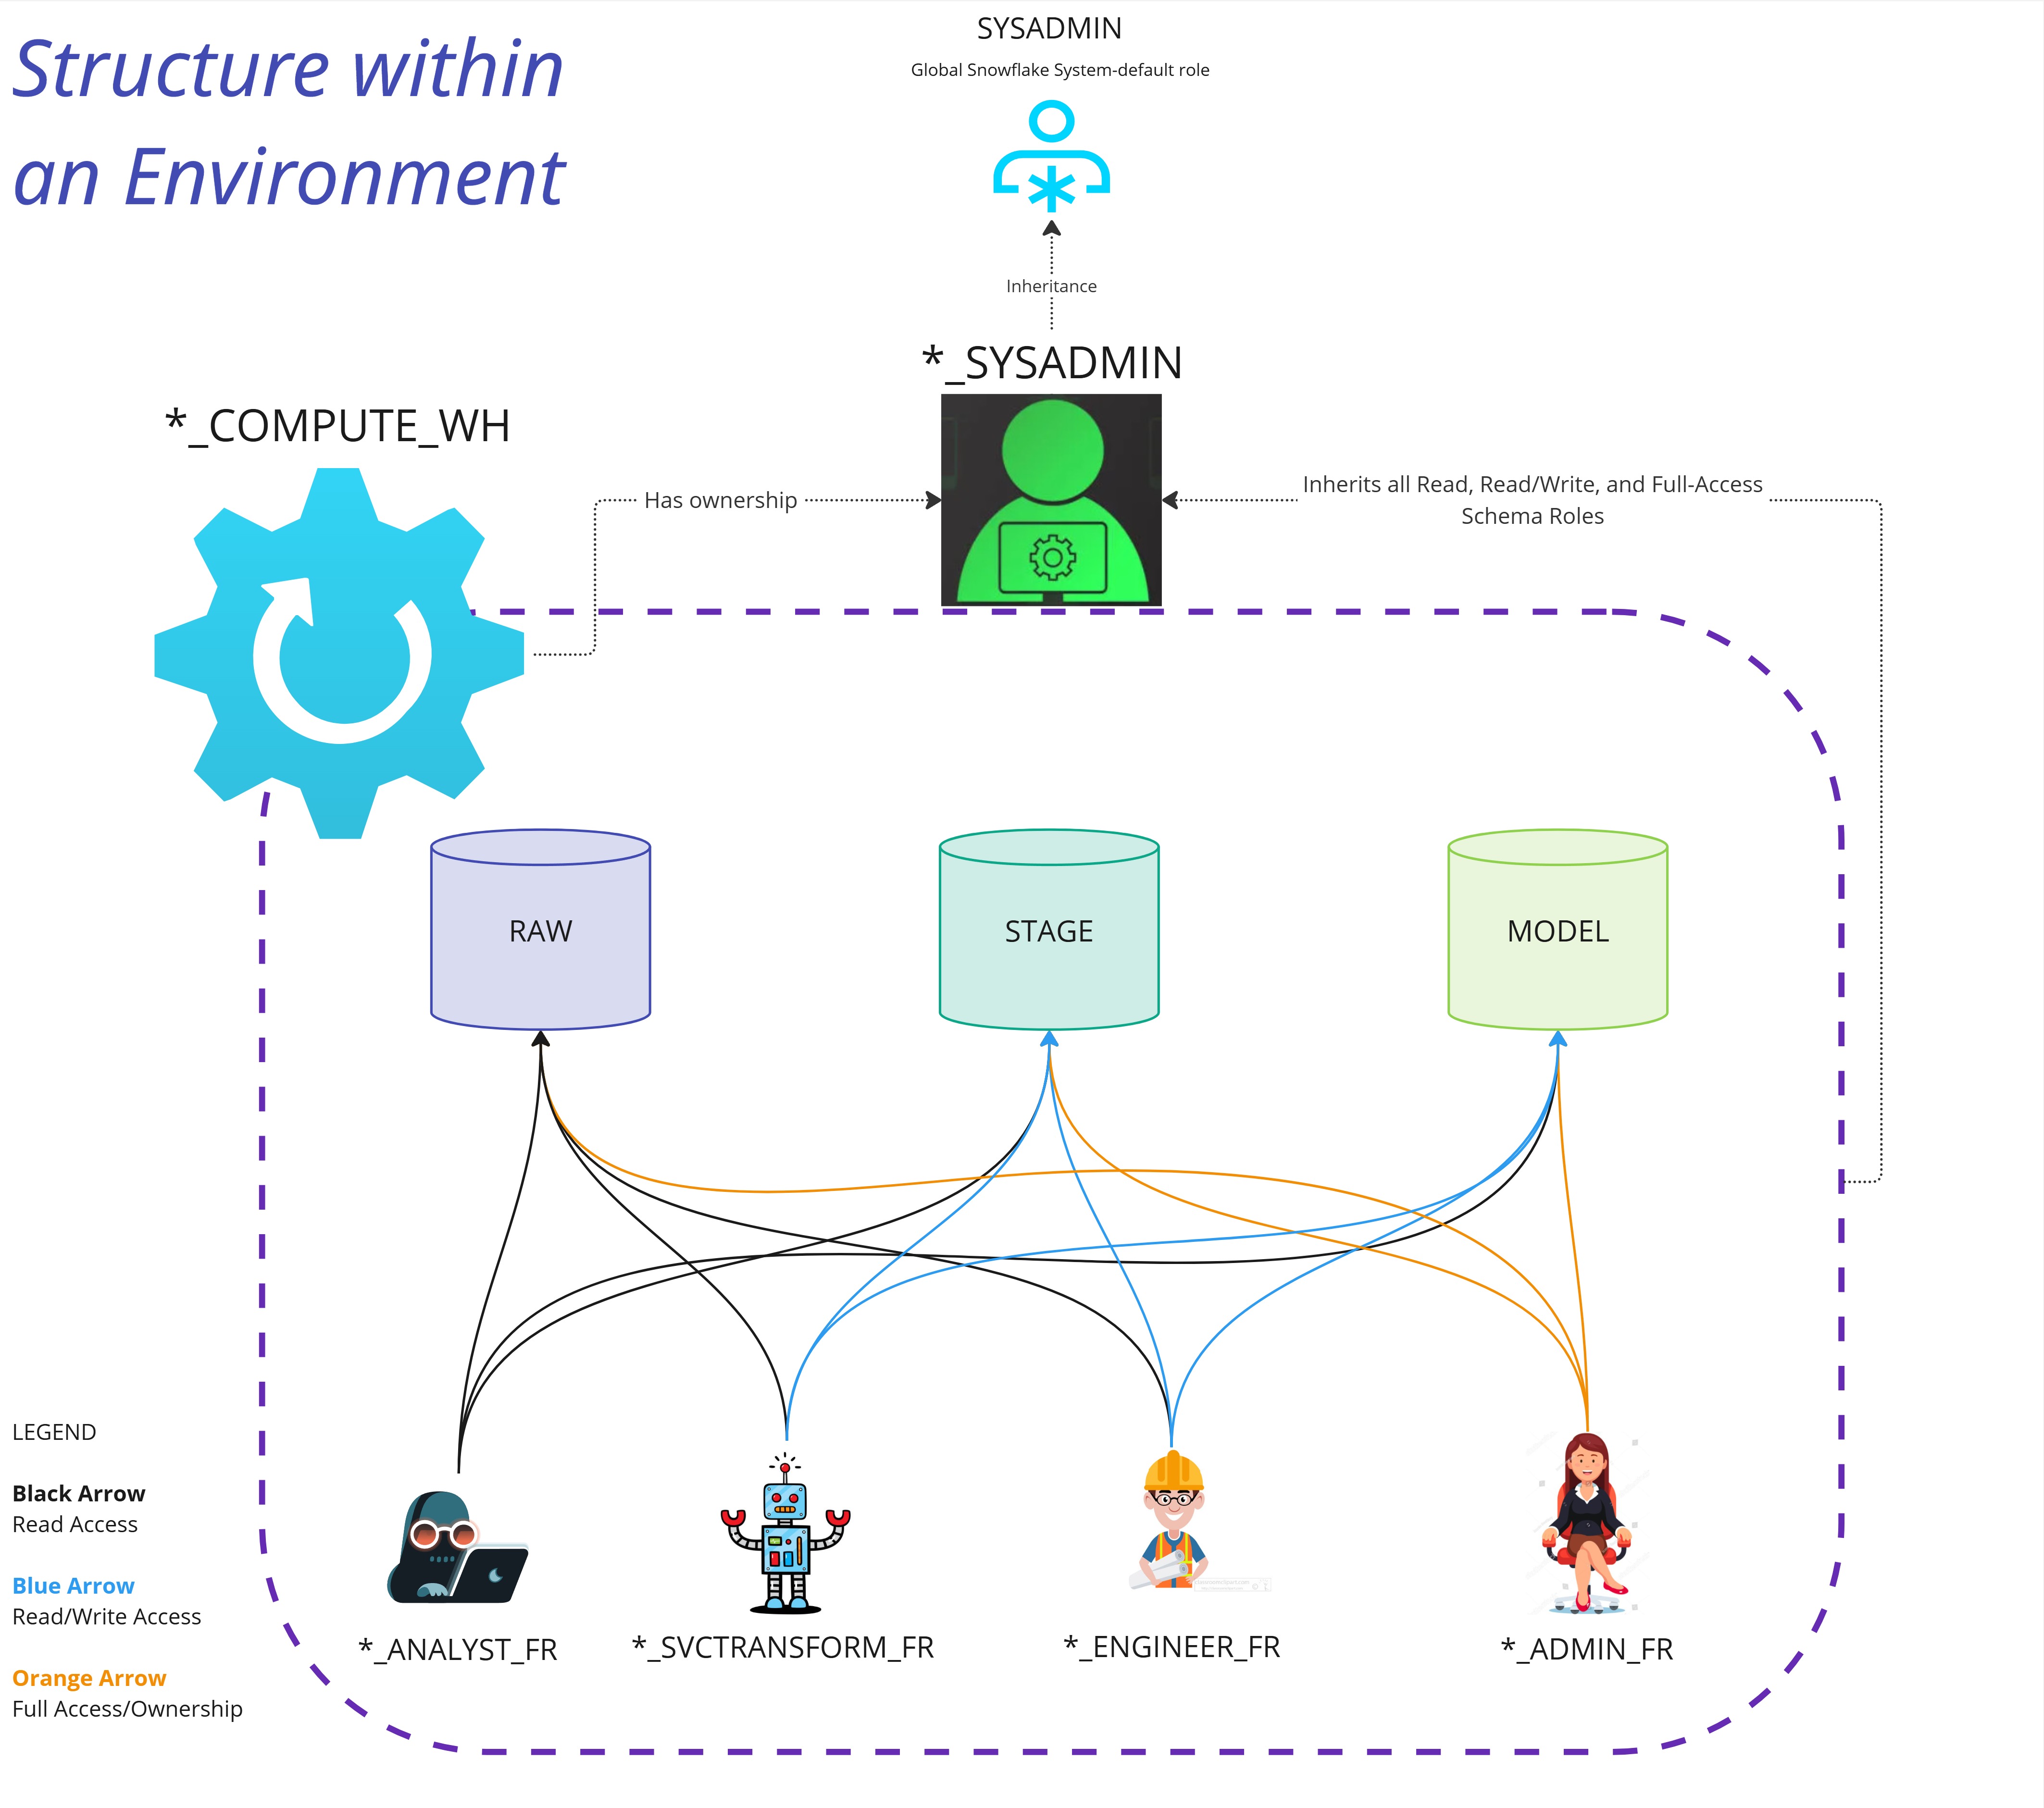 Structure within
an Environment
SYSADMIN
Global Snowflake System-default role
Inheritance
*_SYSADMIN
*_COMPUTE_WH
Has ownership
Inherits all Read, Read/Write, and Full-Access
Schema Roles
RAW
STAGE
MODEL
LEGEND
Black Arrow
Read Access
Blue Arrow
Read/Write Access
Orange Arrow
Full Access/Ownership
*_ANALYST_FR
*_SVCTRANSFORM_FR
*_ENGINEER_FR
*_ADMIN_FR